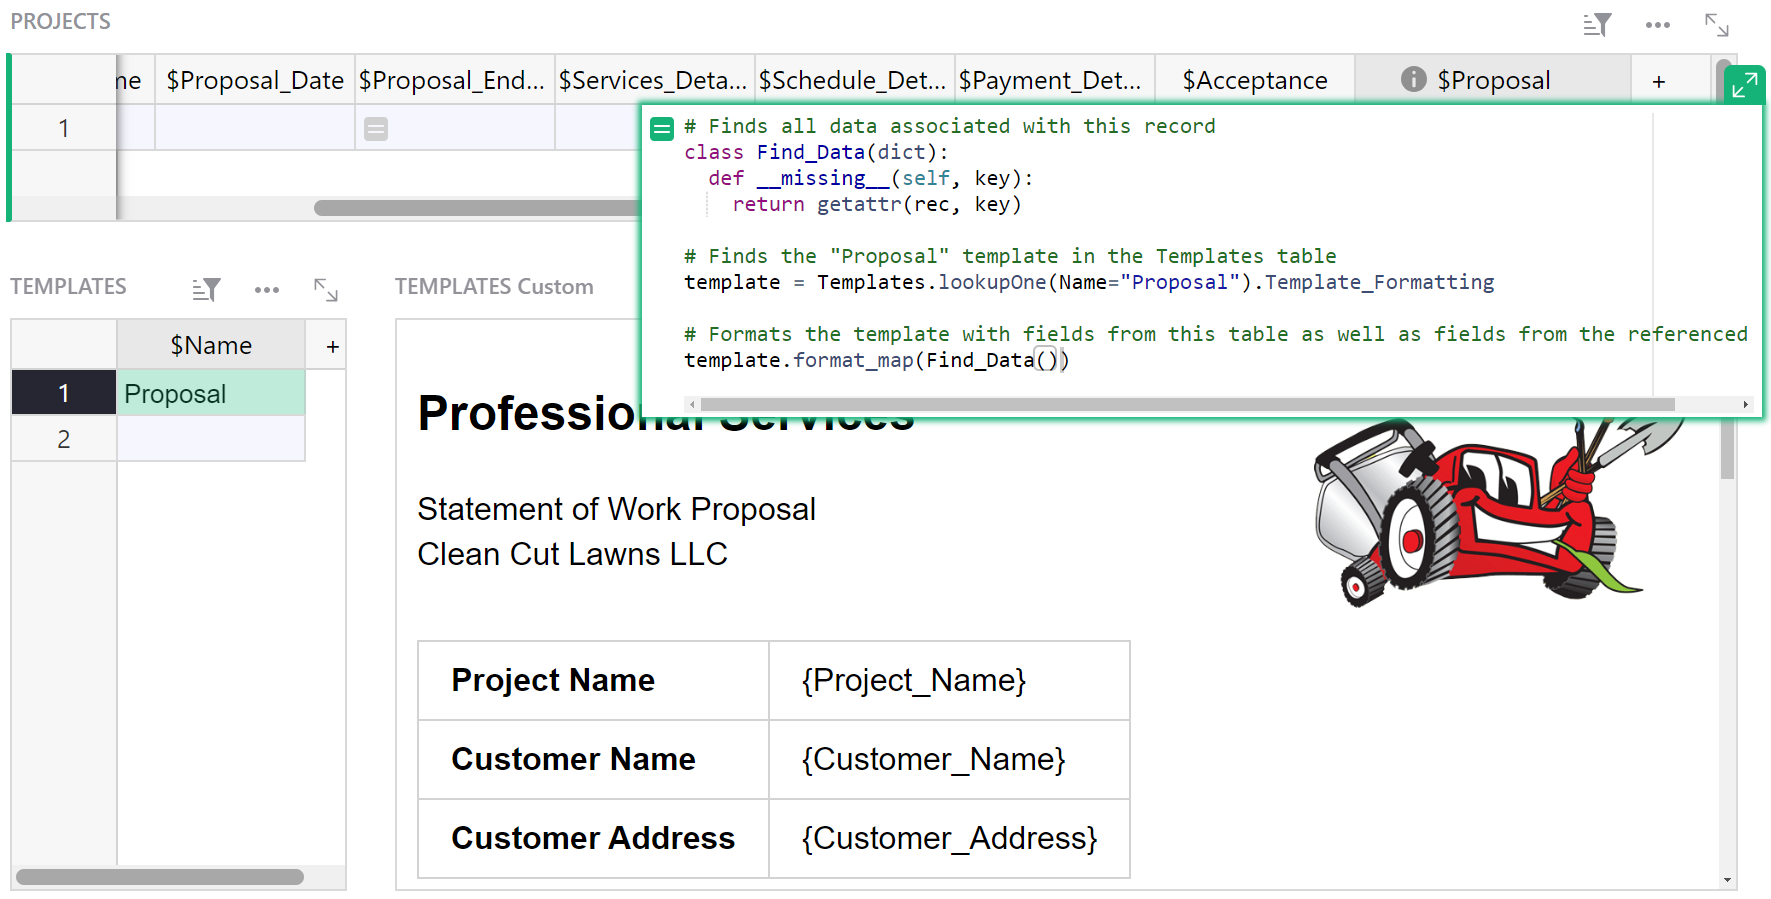 PROJECTS
me $Proposal_Date $Proposal_End... $Services_Deta... $Schedule_Det... $Payment_Det... $Acceptance $Proposal +
1
# Finds all data associated with this record
class Find_Data(dict):
def __missing__(self, key):
return getattr(rec, key)
# Finds the "Proposal" template in the Templates table
template = Templates.lookupOne(Name="Proposal").Template_Formatting
# Formats the template with fields from this table as well as fields from the referenced
template.format_map(Find_Data())
TEMPLATES
$Name +
1 Proposal
2
TEMPLATES Custom
Professional Services
Statement of Work Proposal
Clean Cut Lawns LLC
Project Name {Project_Name}
Customer Name {Customer_Name}
Customer Address {Customer_Address}